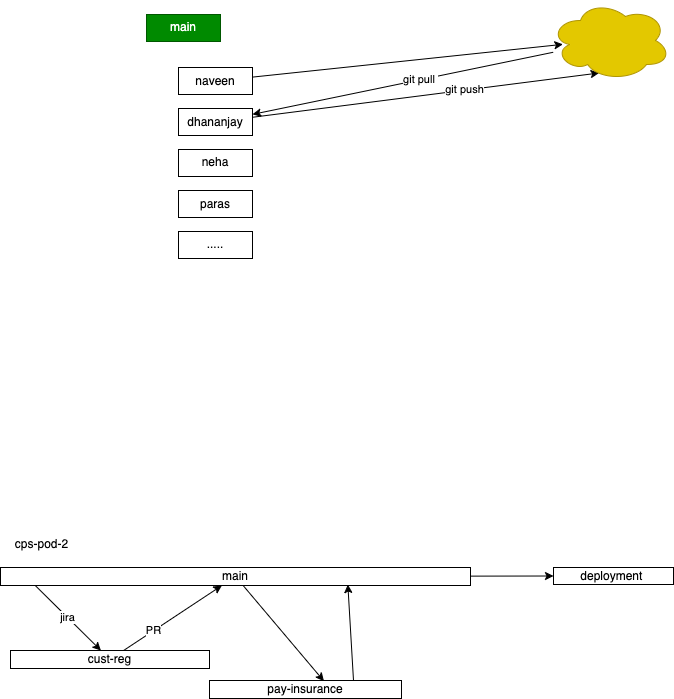 main
naveen
git pull
git push
dhananjay
neha
paras
.....
cps-pod-2
main
deployment
jira
PR
cust-reg
pay-insurance